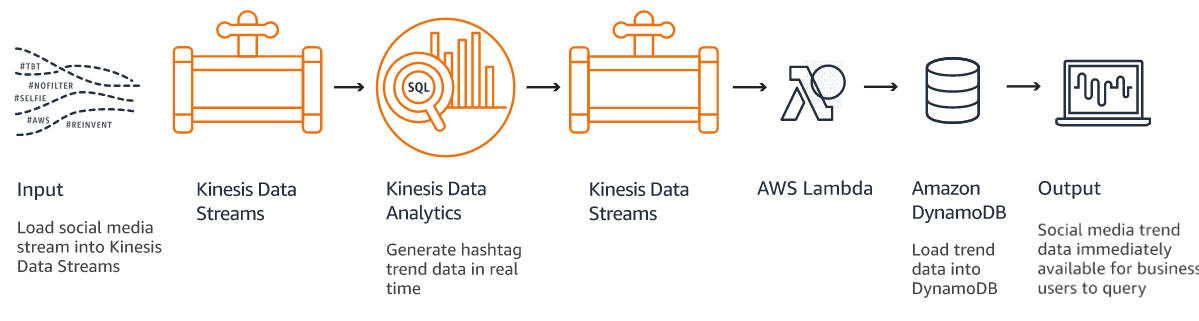 #TBT
#NOFILTER
#SELFIE
#AWS
#REINVENT
SQL
Input
Load social media
stream into Kinesis
Data Streams
Kinesis Data
Streams
Kinesis Data
Analytics
Generate hashtag
trend data in real
time
Kinesis Data
Streams
AWS Lambda
Amazon
DynamoDB
Load trend
data into
DynamoDB
Output
Social media trend
data immediately
available for business
users to query